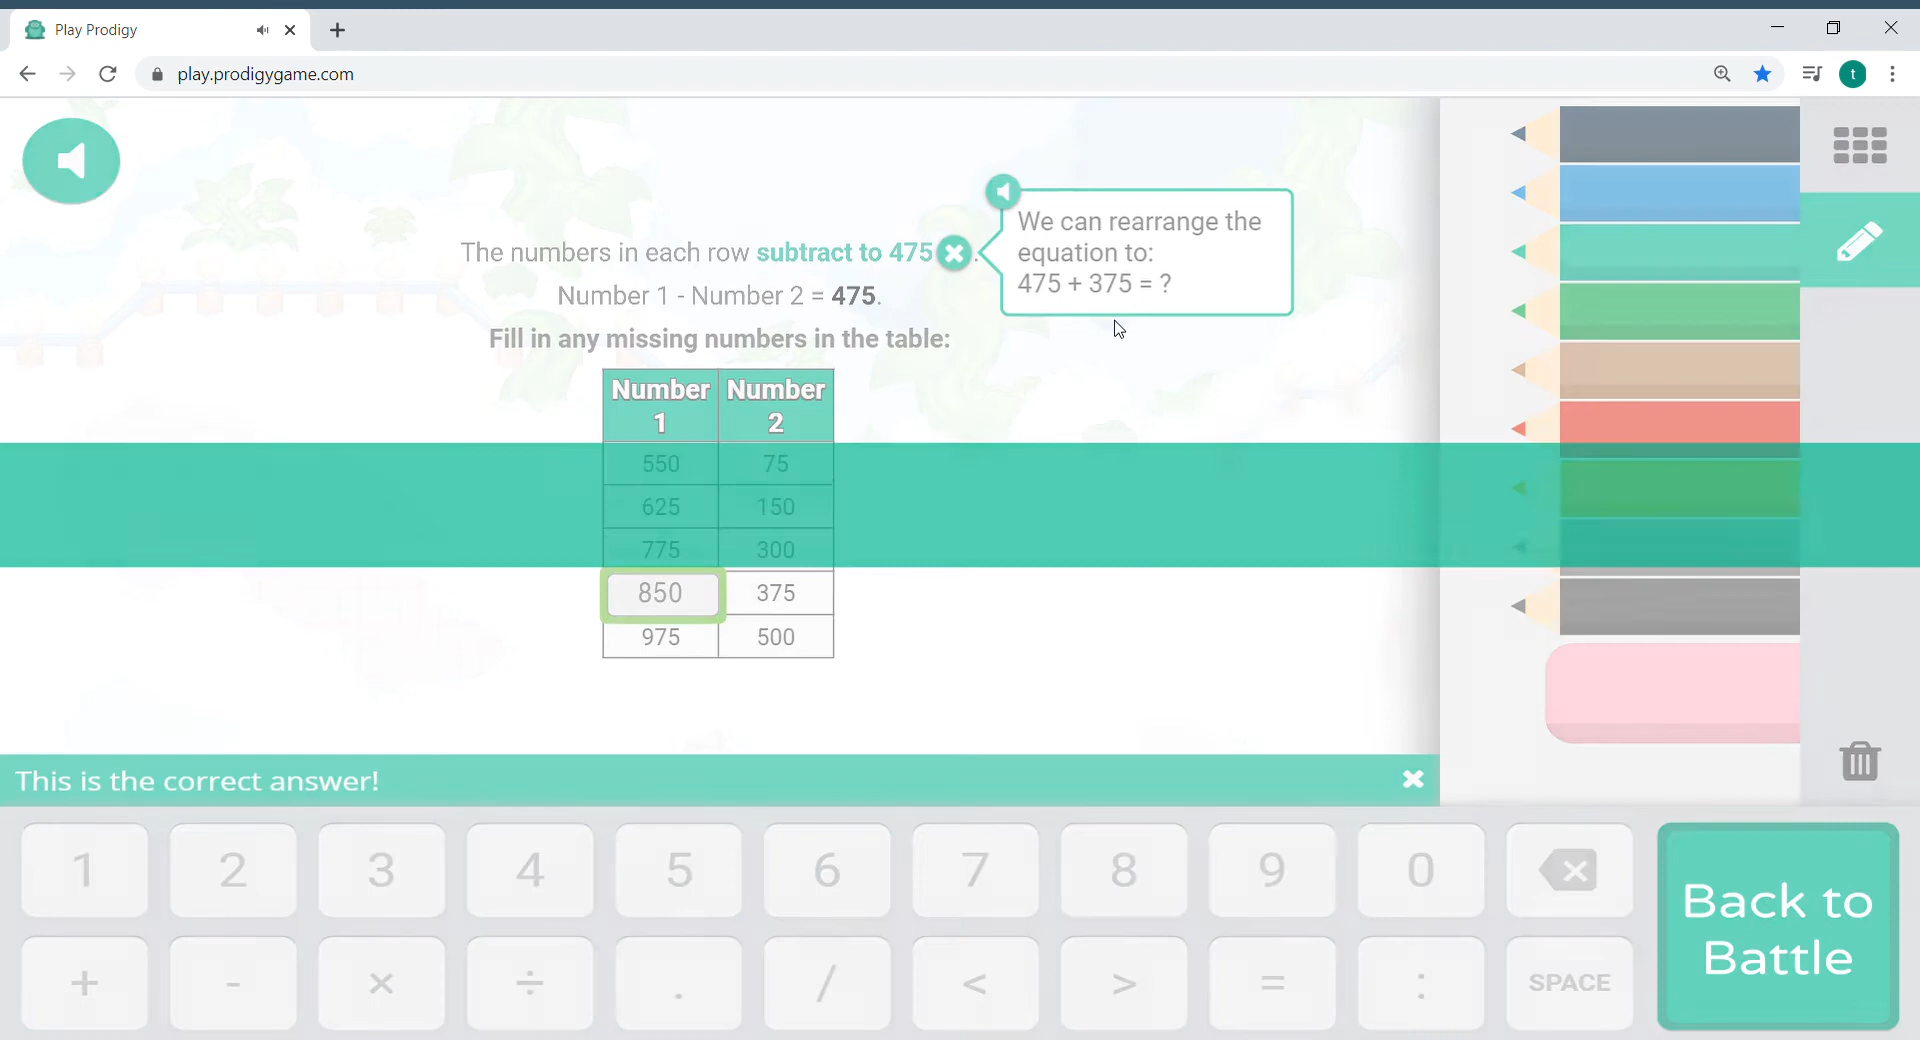 Play Prodigy
play.prodigygame.com
t
We can rearrange the
equation to:
475 + 375 = ?
The numbers in each row subtract to 475.
Number 1 - Number 2 = 475.
Fill in any missing numbers in the table:
Number 1 Number 2
550 75
625 150
775 300
850 375
975 500
This is the correct answer!
1 2 3 4 5 6 7 8 9 0
+ - × ÷ . / < > = : SPACE
Back to
Battle